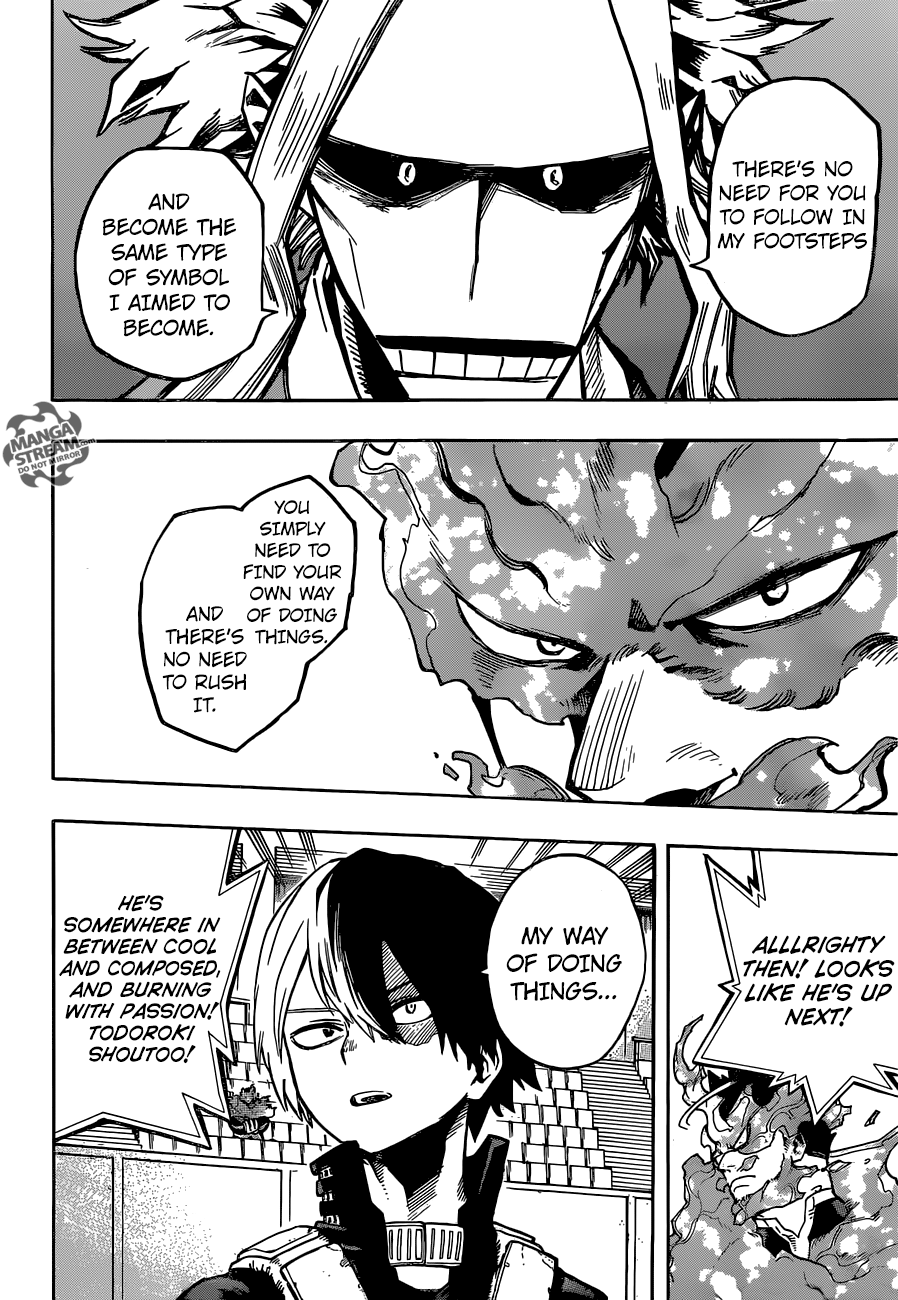 THERE'S NO
NEED FOR YOU
TO FOLLOW IN
MY FOOTSTEPS
AND
BECOME THE
SAME TYPE
OF SYMBOL
I AIMED TO
BECOME.
MANGA
STREAM.com
DO NOT MIRROR
YOU
SIMPLY
NEED TO
FIND YOUR
OWN WAY
OF DOING
THINGS.
AND
THERE'S
NO NEED
TO RUSH
IT.
ALLLRIGHTY
THEN! LOOKS
LIKE HE'S UP
NEXT!
MY WAY
OF DOING
THINGS...
HE'S
SOMEWHERE IN
BETWEEN COOL
AND COMPOSED,
AND BURNING
WITH PASSION!
TODOROKI
SHOUTOO!